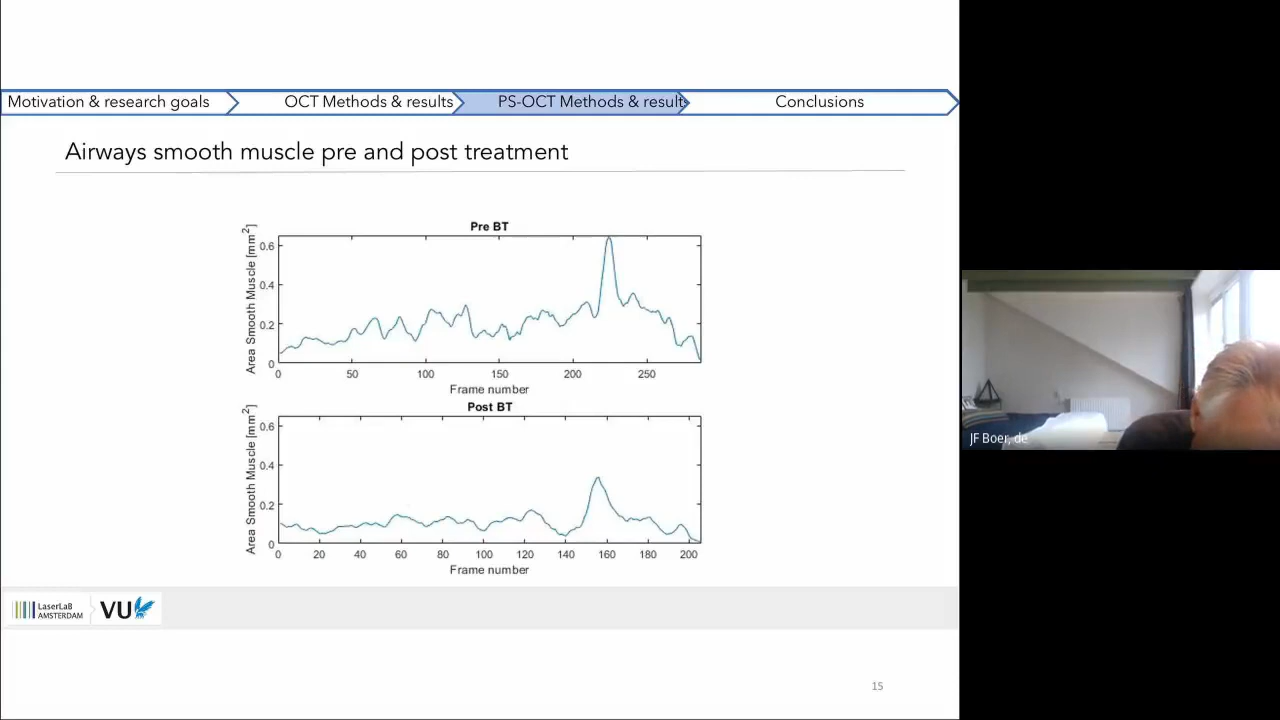 Motivation & research goals
OCT Methods & results
PS-OCT Methods & results
Conclusions
Airways smooth muscle pre and post treatment
Pre BT
Area Smooth Muscle [mm²]
0.6
0.4
0.2
0
0 50 100 150 200 250
Frame number
Post BT
Area Smooth Muscle [mm²]
0.6
0.4
0.2
0
0 20 40 60 80 100 120 140 160 180 200
Frame number
LaserLaB
AMSTERDAM
VU
15
JF Boer, de